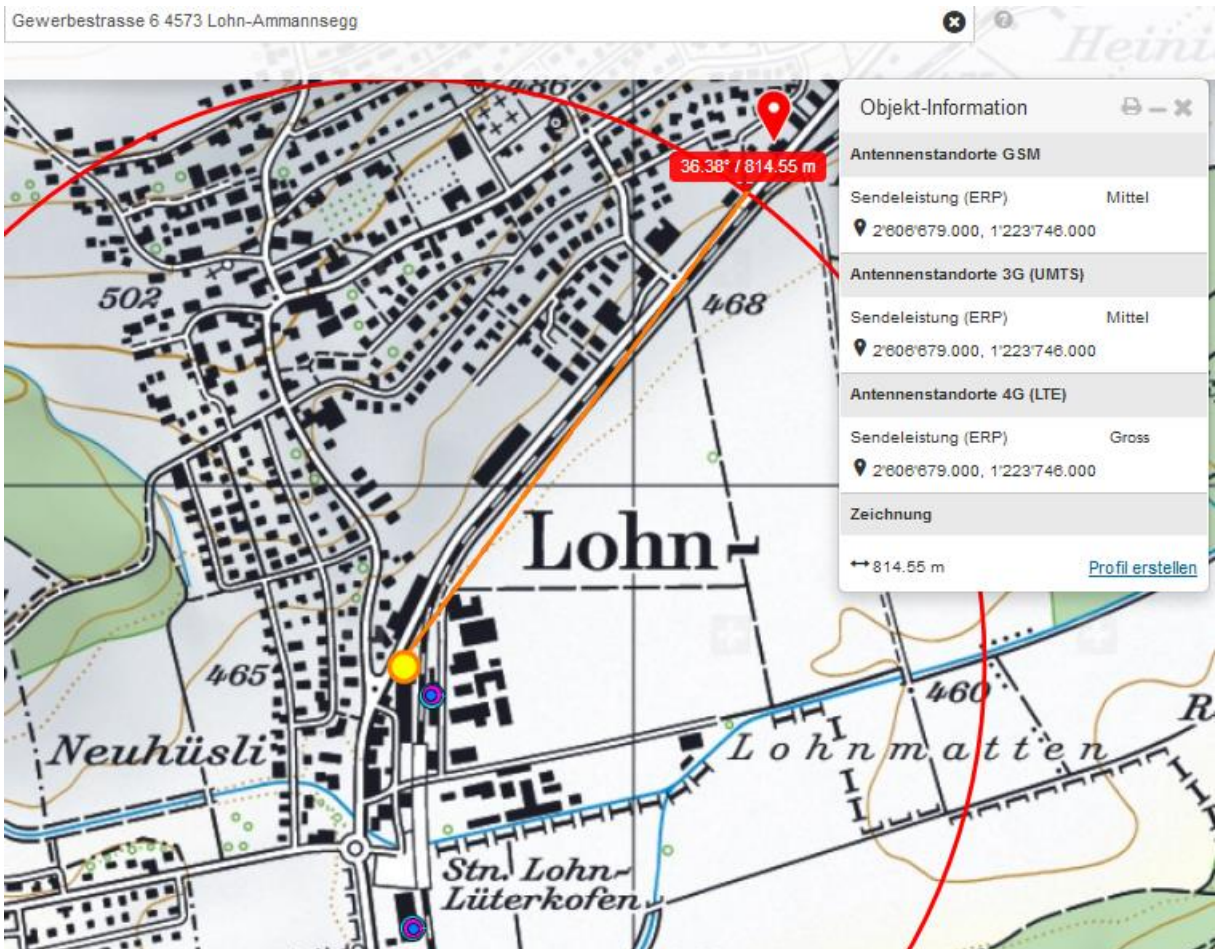 Gewerbestrasse 6 4573 Lohn-Ammannsegg
Heini
486
36.38° / 814.55 m
502
468
Lohn-
465
460
Neuhüsli
Lohnmatten
R
Stn. Lohn-
Lüterkofen
Objekt-Information
Antennenstandorte GSM
Sendeleistung (ERP) Mittel
2'606'679.000, 1'223'746.000
Antennenstandorte 3G (UMTS)
Sendeleistung (ERP) Mittel
2'606'679.000, 1'223'746.000
Antennenstandorte 4G (LTE)
Sendeleistung (ERP) Gross
2'606'679.000, 1'223'746.000
Zeichnung
814.55 m Profil erstellen